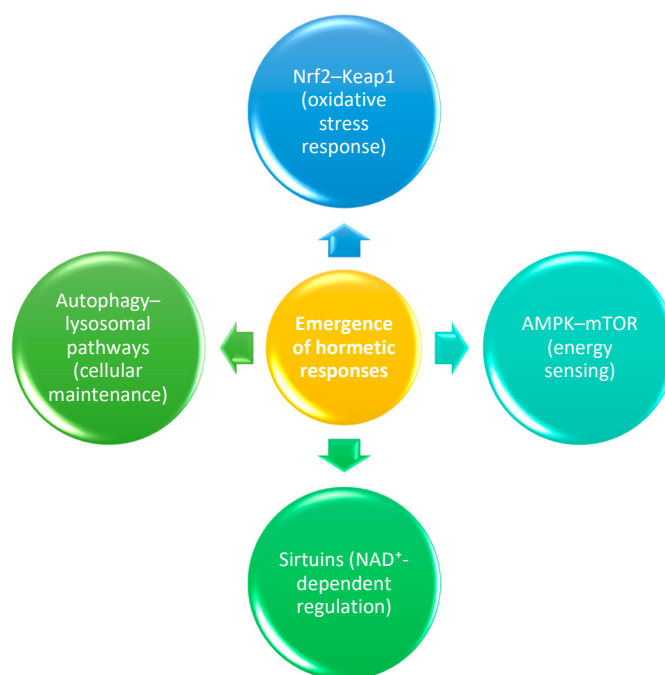 Nrf2–Keap1
(oxidative
stress
response)
Autophagy–
lysosomal
pathways
(cellular
maintenance)
Emergence
of hormetic
responses
AMPK–mTOR
(energy
sensing)
Sirtuins (NAD⁺-
dependent
regulation)